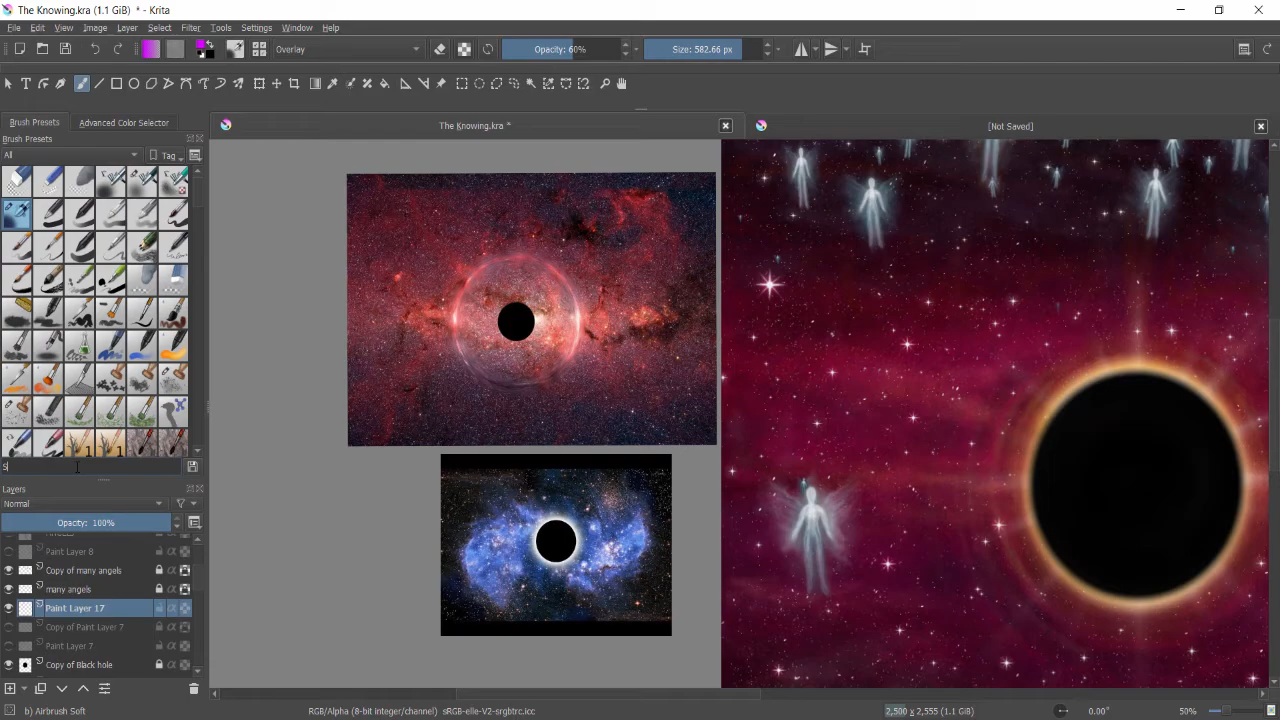 The Knowing.kra (1.1 GiB) * - Krita
File Edit View Image Layer Select Filter Tools Settings Window Help
Overlay Opacity: 60% Size: 582.66 px
Brush Presets Advanced Color Selector
The Knowing.kra * [Not Saved]
Brush Presets
All Tag
1 1
S
Layers
Normal
Opacity: 100%
Paint Layer 8
Copy of many angels
many angels
Paint Layer 17
Copy of Paint Layer 7
Paint Layer 7
Copy of Black hole
b) Airbrush Soft RGB/Alpha (8-bit integer/channel) sRGB-elle-V2-srgbtrc.icc 2,500 x 2,555 (1.1 GiB) 0.00° 50%